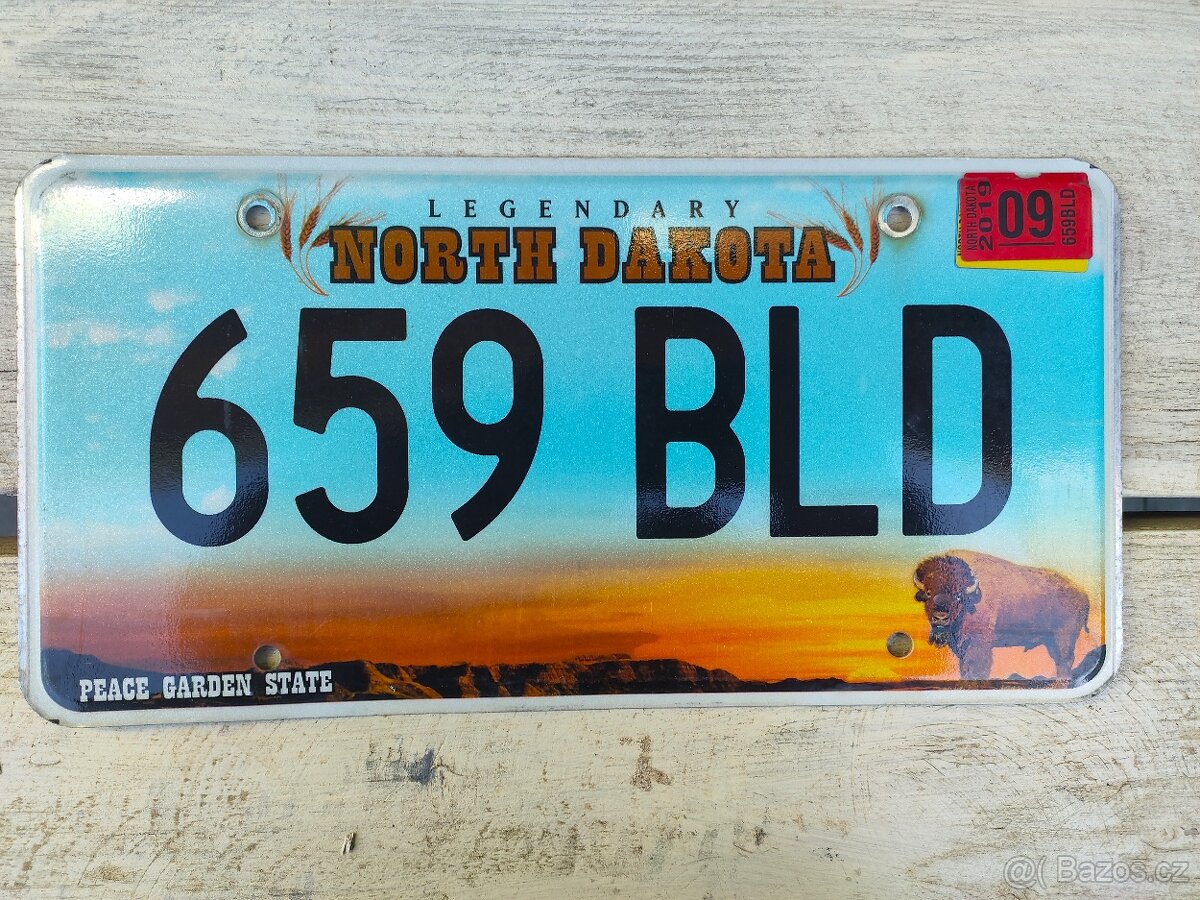 LEGENDARY
NORTH DAKOTA
NORTH DAKOTA
2019
09
659BLD
659 BLD
PEACE GARDEN STATE
@( Bazos.cz